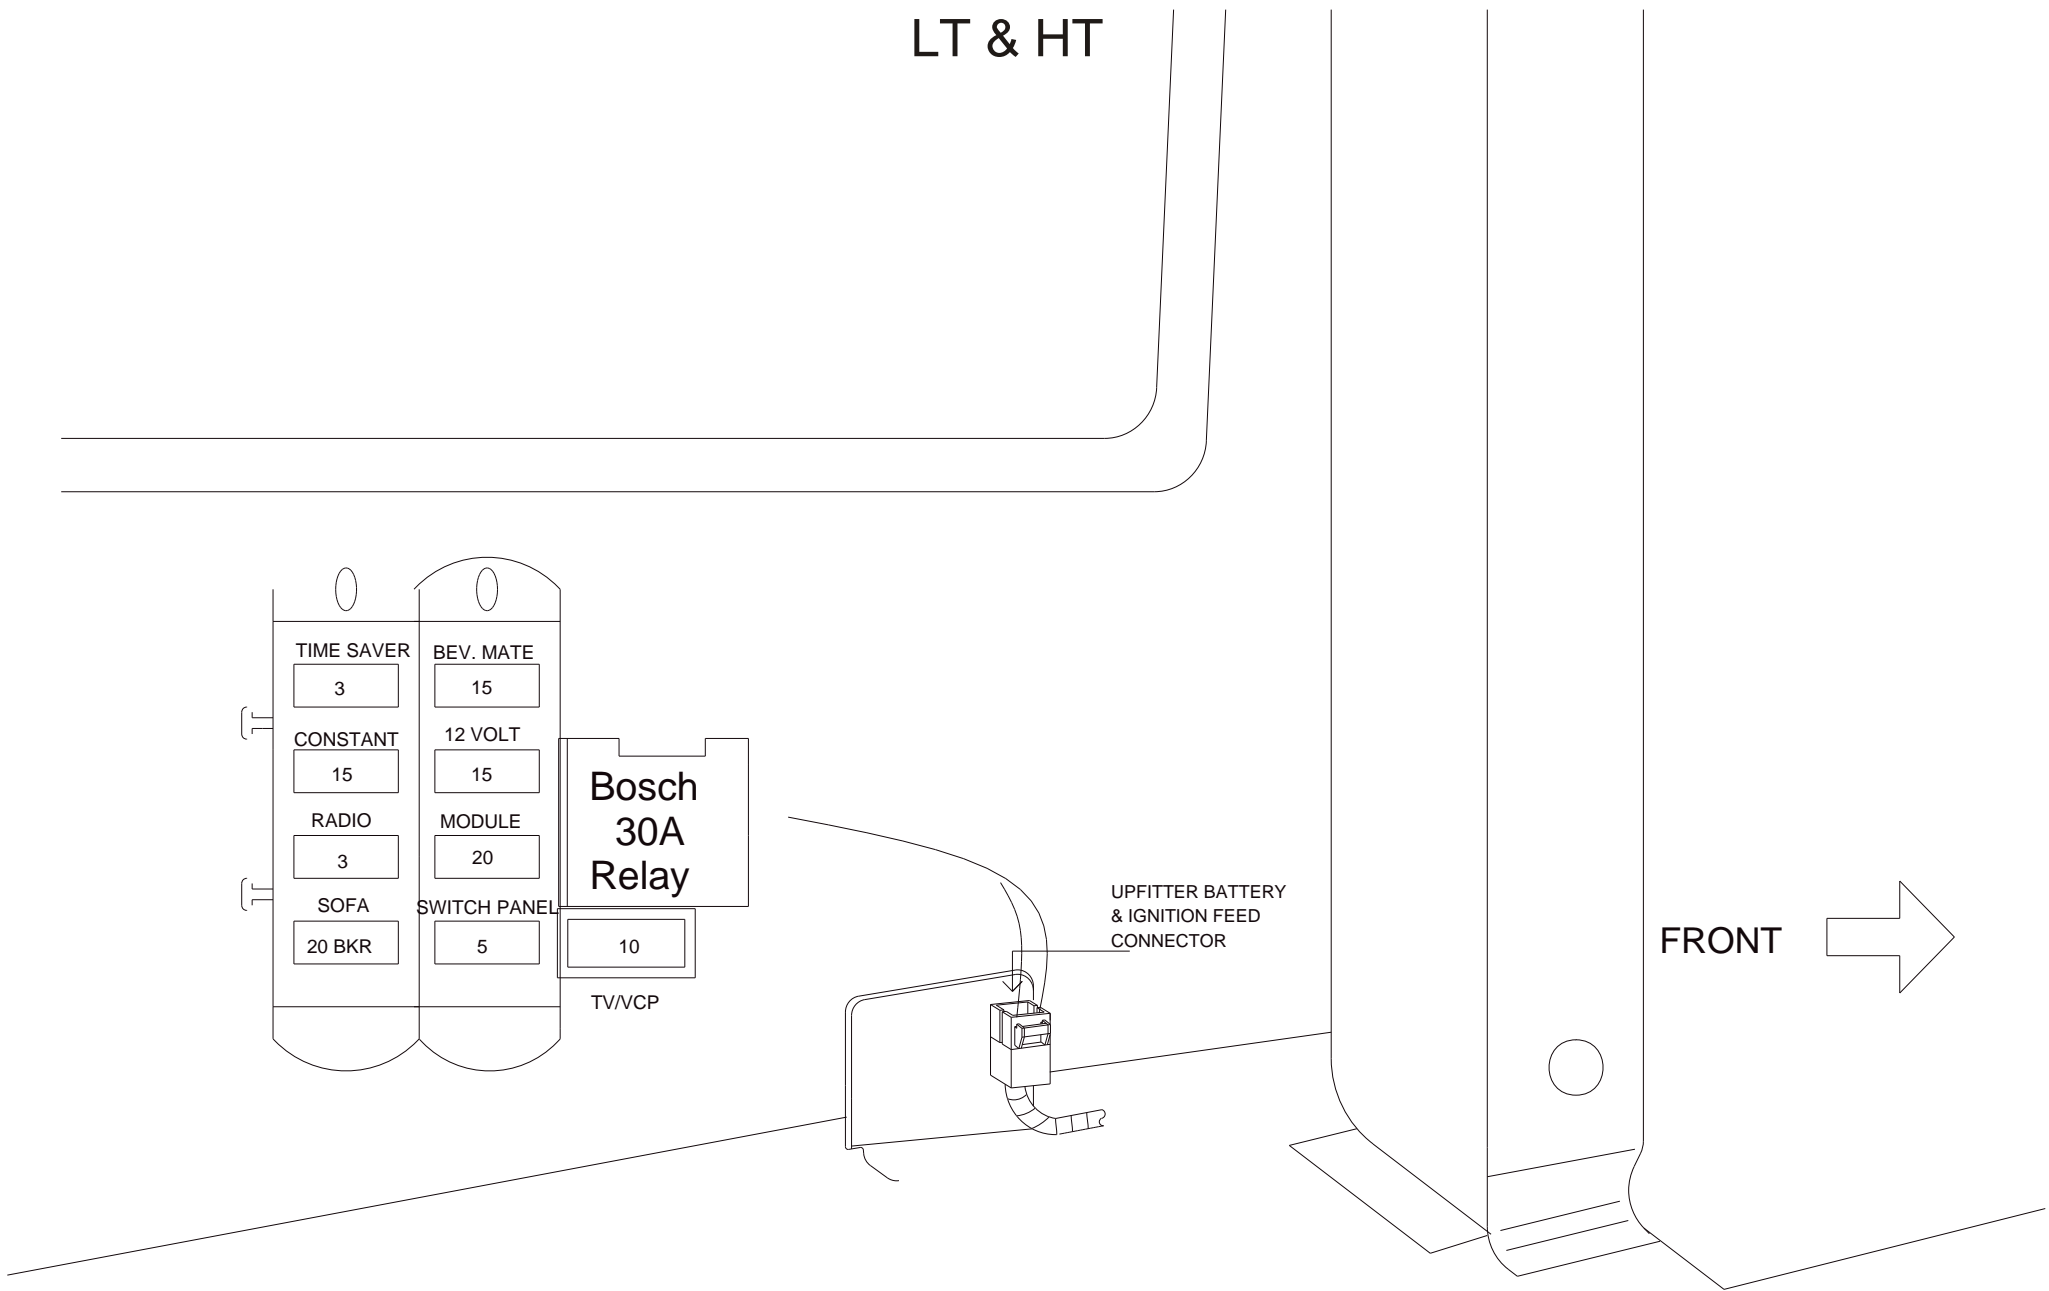 LT & HT
TIME SAVER
3
CONSTANT
15
RADIO
3
SOFA
20 BKR
BEV. MATE
15
12 VOLT
15
MODULE
20
SWITCH PANEL
5
Bosch
30A
Relay
10
TV/VCP
UPFITTER BATTERY
& IGNITION FEED
CONNECTOR
FRONT